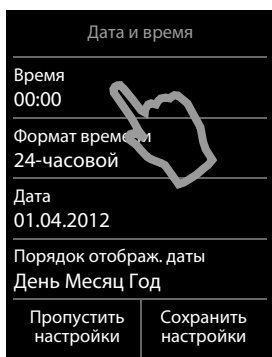 Дата и время
Время
00:00
Формат времени
24-часовой
Дата
01.04.2012
Порядок отображ. даты
День Месяц Год
Пропустить
настройки
Сохранить
настройки